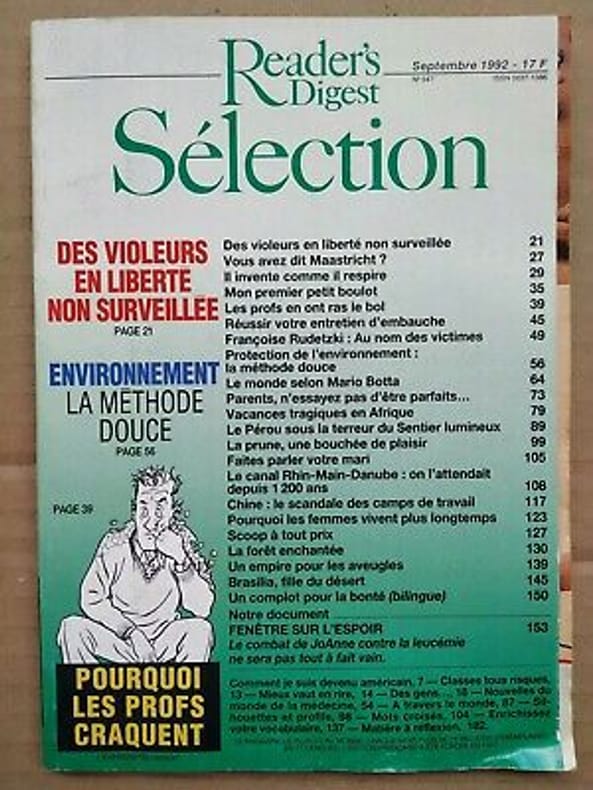 Reader's
Digest
Septembre 1992 - 17 F
Sélection
DES VIOLEURS
EN LIBERTÉ
NON SURVEILLÉE
PAGE 21
ENVIRONNEMENT
LA MÉTHODE
DOUCE
PAGE 56
PAGE 39
POURQUOI
LES PROFS
CRAQUENT
Des violeurs en liberté non surveillée 21
Vous avez dit Maastricht ? 27
Il invente comme il respire 29
Mon premier petit boulot 35
Les profs en ont ras le bol 39
Réussir votre entretien d'embauche 45
Françoise Rudetzki : Au nom des victimes 49
Protection de l'environnement :
la méthode douce 56
Le monde selon Mario Botta 64
Parents, n'essayez pas d'être parfaits... 73
Vacances tragiques en Afrique 79
Le Pérou sous la terreur du Sentier lumineux 89
La prune, une bouchée de plaisir 99
Faites parler votre mari 105
Le canal Rhin-Main-Danube : on l'attendait
depuis 1 200 ans 108
Chine : le scandale des camps de travail 117
Pourquoi les femmes vivent plus longtemps 123
Scoop à tout prix 127
La forêt enchantée 130
Un empire pour les aveugles 139
Brasilia, fille du désert 145
Un complot pour la bonté (bilingue) 150
Notre document
FENÊTRE SUR L'ESPOIR 153
Le combat de JoAnne contre la leucémie
ne sera pas tout à fait vain.
Comment je suis devenu américain, 7 — Classes tous risques,
13 — Mieux vaut en rire, 14 — Des gens... 18 — Nouvelles du
monde de la médecine, 54 — A travers le monde, 87 — Sil-
houettes et profils, 98 — Mots croisés, 104 — Enrichissez
votre vocabulaire, 137 — Matière à réflexion, 182.